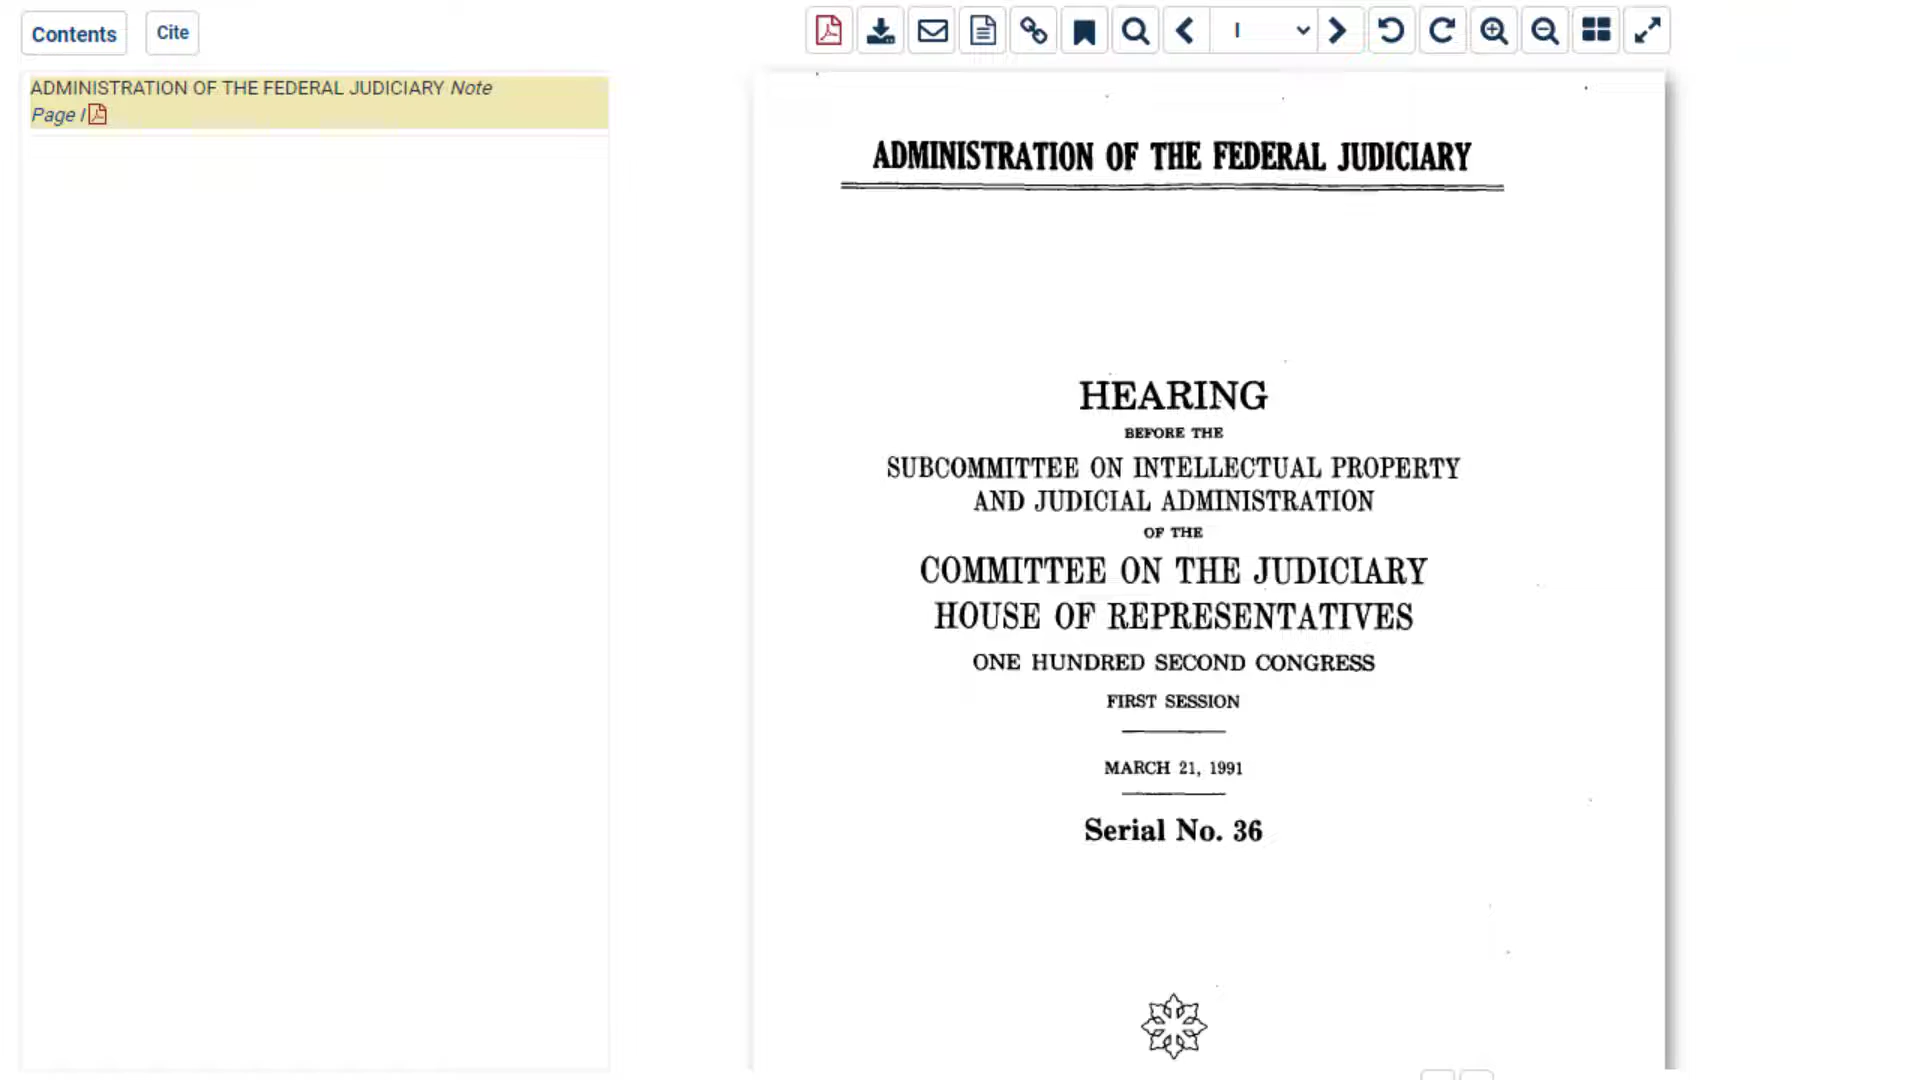 Contents
Cite
I
ADMINISTRATION OF THE FEDERAL JUDICIARY Note
Page I
ADMINISTRATION OF THE FEDERAL JUDICIARY
HEARING
BEFORE THE
SUBCOMMITTEE ON INTELLECTUAL PROPERTY
AND JUDICIAL ADMINISTRATION
OF THE
COMMITTEE ON THE JUDICIARY
HOUSE OF REPRESENTATIVES
ONE HUNDRED SECOND CONGRESS
FIRST SESSION
MARCH 21, 1991
Serial No. 36